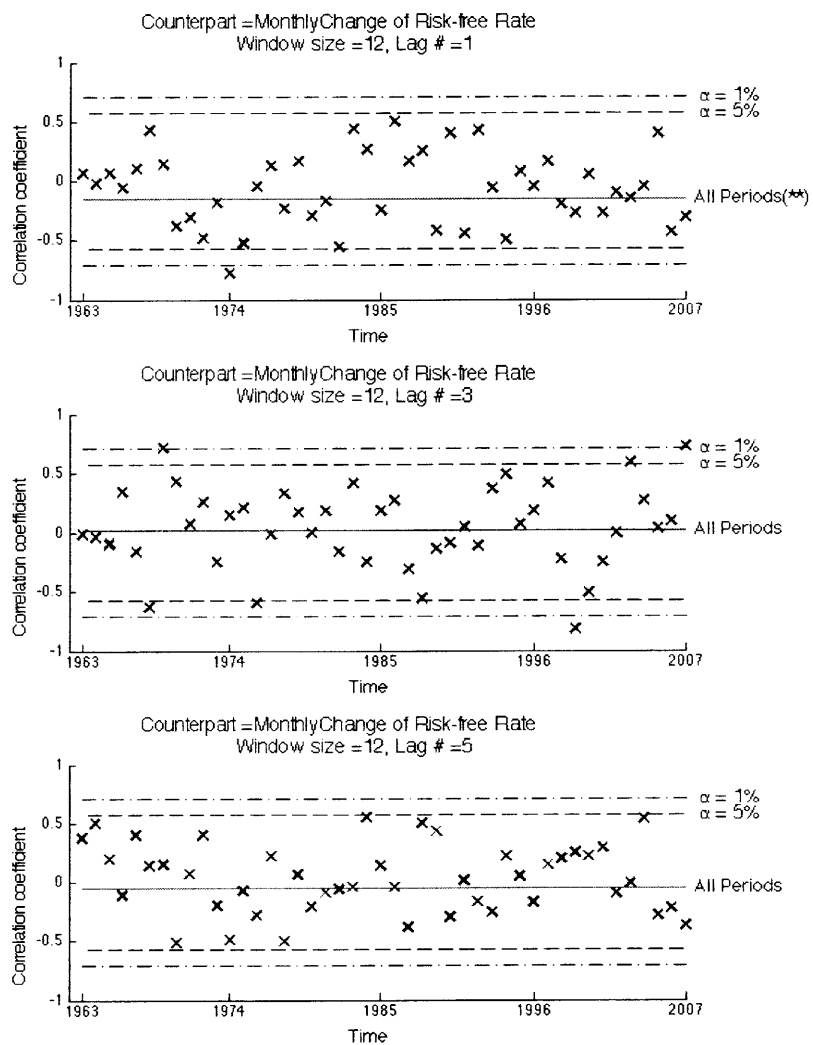 Counterpart =MonthlyChange of Risk-free Rate
Window size =12, Lag # =1
1
0.5
0
-0.5
-1
Correlation coefficient
α = 1%
α = 5%
All Periods(**)
1963
1974
1985
1996
2007
Time
Counterpart =MonthlyChange of Risk-free Rate
Window size =12, Lag # =3
1
0.5
0
-0.5
-1
Correlation coefficient
α = 1%
α = 5%
All Periods
1963
1974
1985
1996
2007
Time
Counterpart =MonthlyChange of Risk-free Rate
Window size =12, Lag # =5
1
0.5
0
-0.5
-1
Correlation coefficient
α = 1%
α = 5%
All Periods
1963
1974
1985
1996
2007
Time